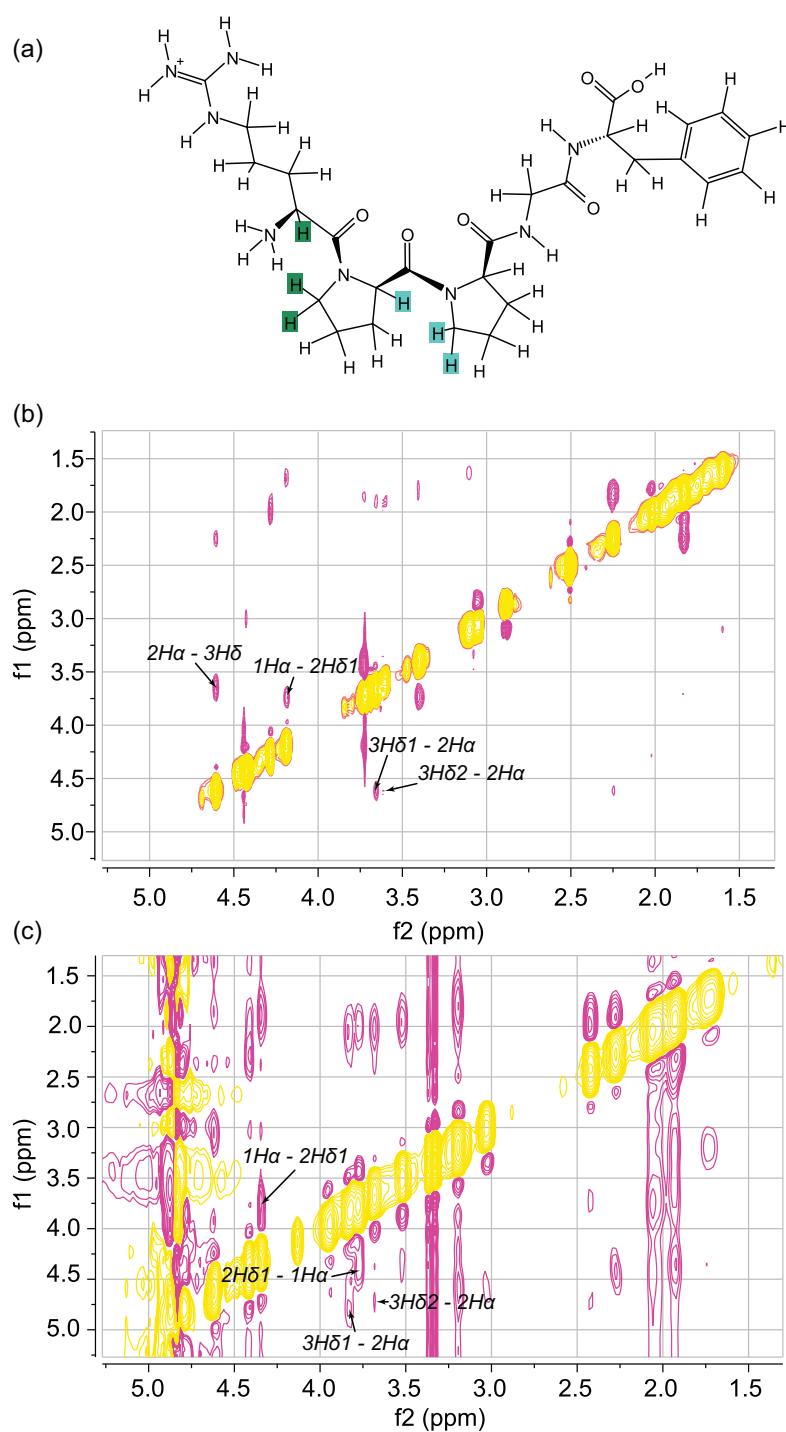 (a)
H
H
N
H
H
N
+
H
O
O
H
H
H
H
H
N
H
H
H
H
N
H
H
H
H
N
H
H
H
H
H
H
O
H
H
N
H
H
H
O
O
O
N
H
H
N
H
H
N
H
H
H
H
H
H
H
H
H
H
H
(b)
1.5
2.0
2.5
3.0
3.5
4.0
4.5
5.0
f1 (ppm)
2Hα - 3Hδ
1Hα - 2Hδ1
3Hδ1 - 2Hα
3Hδ2 - 2Hα
5.0 4.5 4.0 3.5 3.0 2.5 2.0 1.5
f2 (ppm)
(c)
1.5
2.0
2.5
3.0
3.5
4.0
4.5
5.0
f1 (ppm)
1Hα - 2Hδ1
2Hδ1 - 1Hα
3Hδ2 - 2Hα
3Hδ1 - 2Hα
5.0 4.5 4.0 3.5 3.0 2.5 2.0 1.5
f2 (ppm)